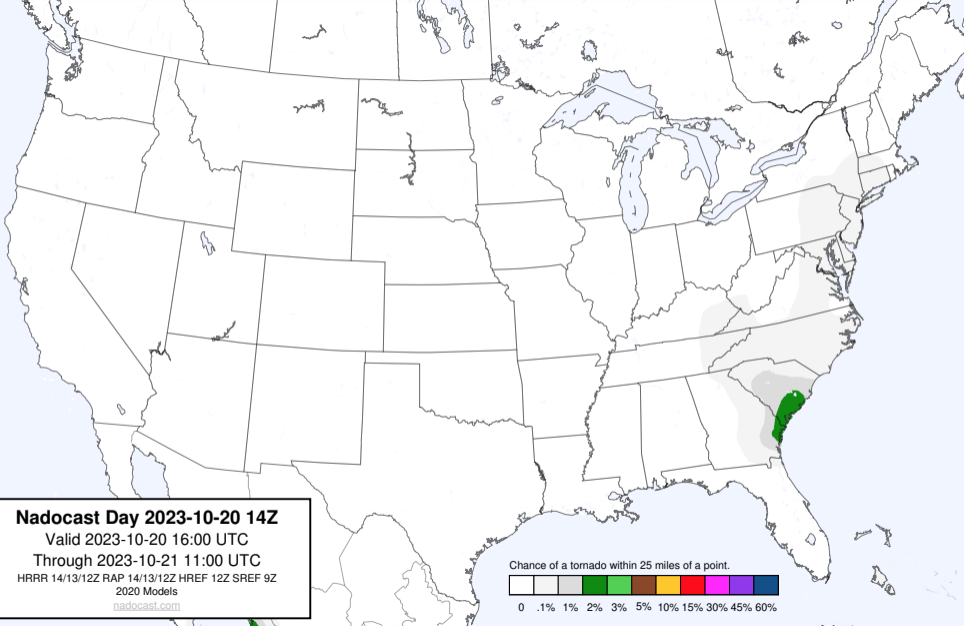 Nadocast Day 2023-10-20 14Z
Valid 2023-10-20 16:00 UTC
Through 2023-10-21 11:00 UTC
HRRR 14/13/12Z RAP 14/13/12Z HREF 12Z SREF 9Z
2020 Models
nadocast.com
Chance of a tornado within 25 miles of a point.
0 .1% 1% 2% 3% 5% 10% 15% 30% 45% 60%